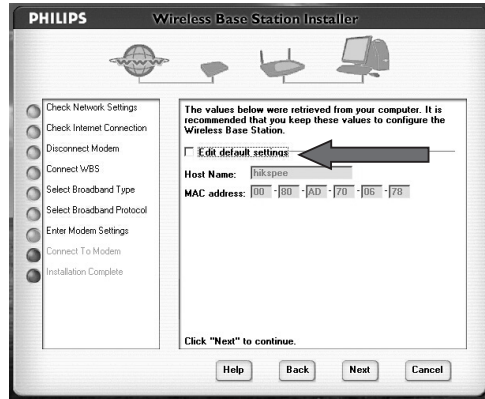 PHILIPS Wireless Base Station Installer
Check Network Settings
Check Internet Connection
Disconnect Modem
Connect WBS
Select Broadband Type
Select Broadband Protocol
Enter Modem Settings
Connect To Modem
Installation Complete
The values below were retrieved from your computer. It is
recommended that you keep these values to configure the
Wireless Base Station.
Edit default settings
Host Name: hikspee
MAC address: 00 - 80 - AD - 70 - 06 - 78
Click "Next" to continue.
Help Back Next Cancel